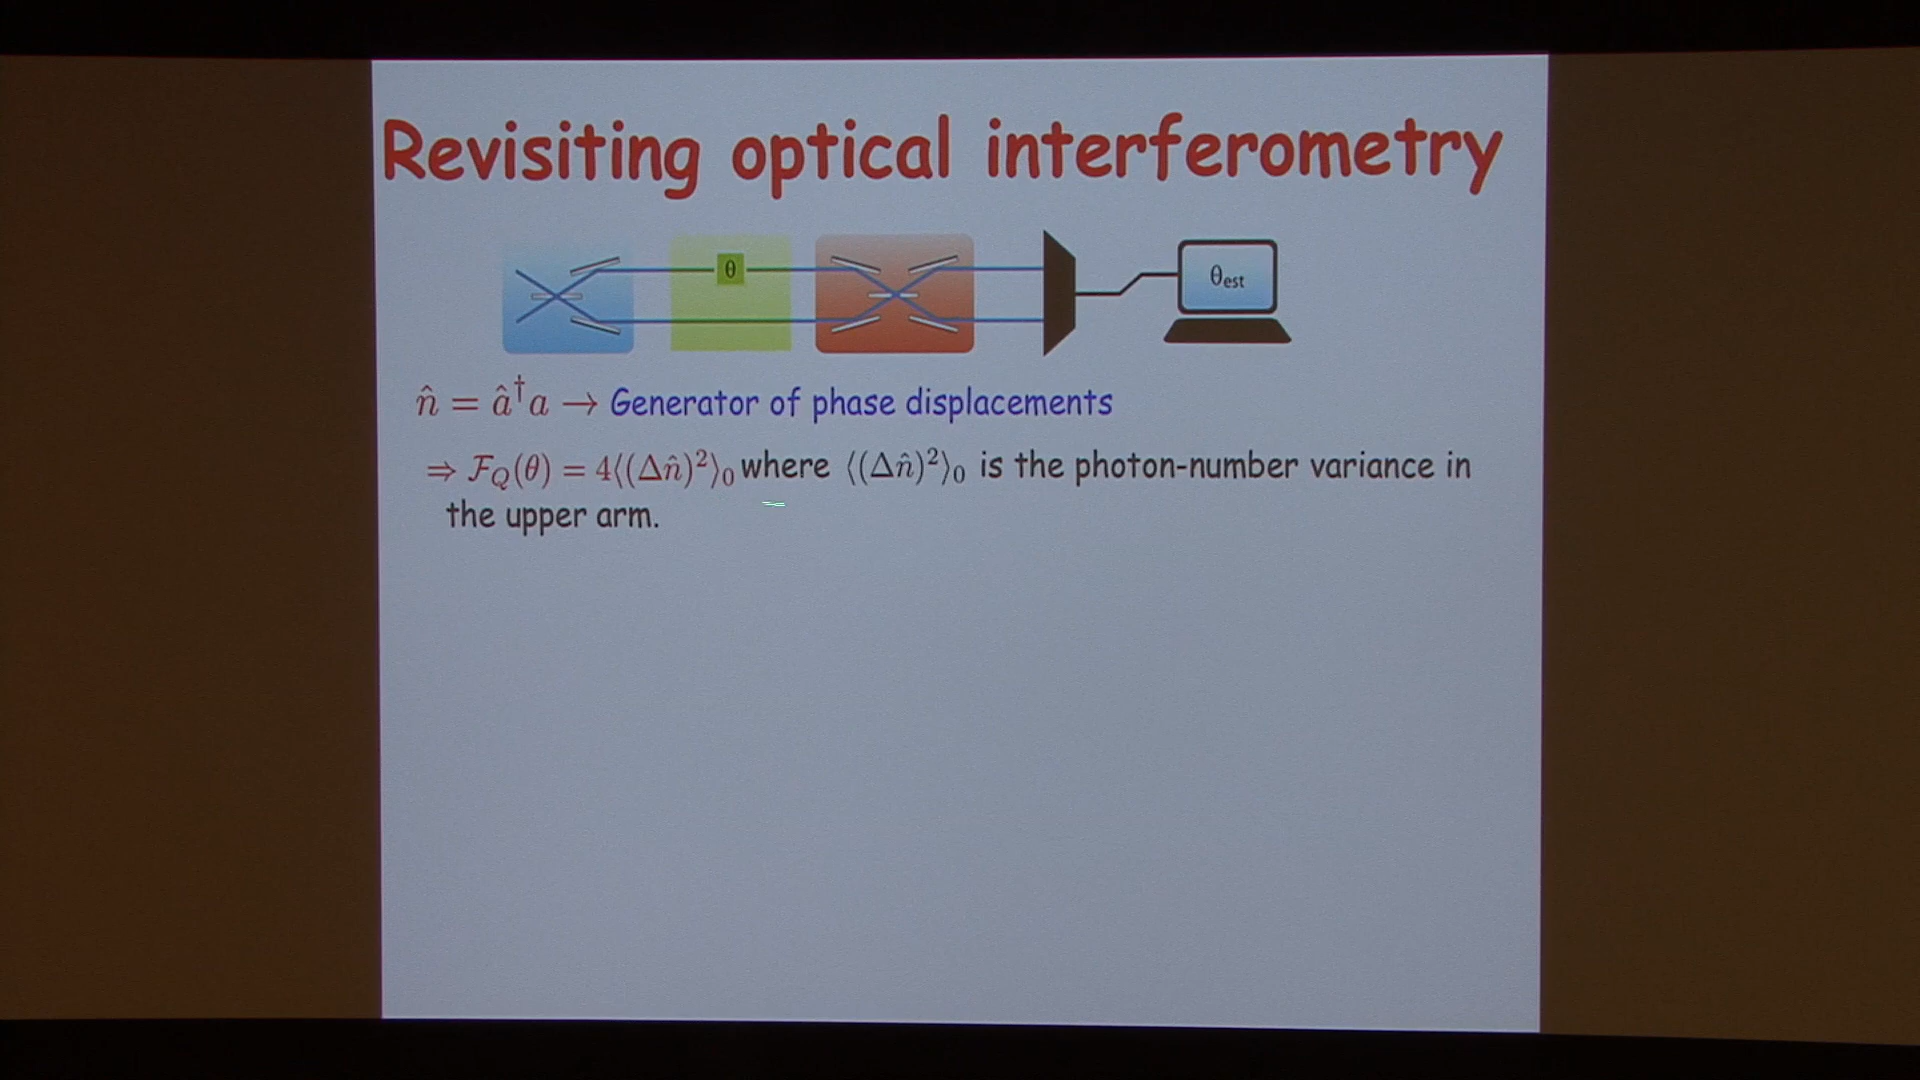 Revisiting optical interferometry
θ
θest
n̂ = â†a → Generator of phase displacements
⇒ ℱ_Q(θ) = 4⟨(Δn̂)²⟩₀ where ⟨(Δn̂)²⟩₀ is the photon-number variance in
the upper arm.